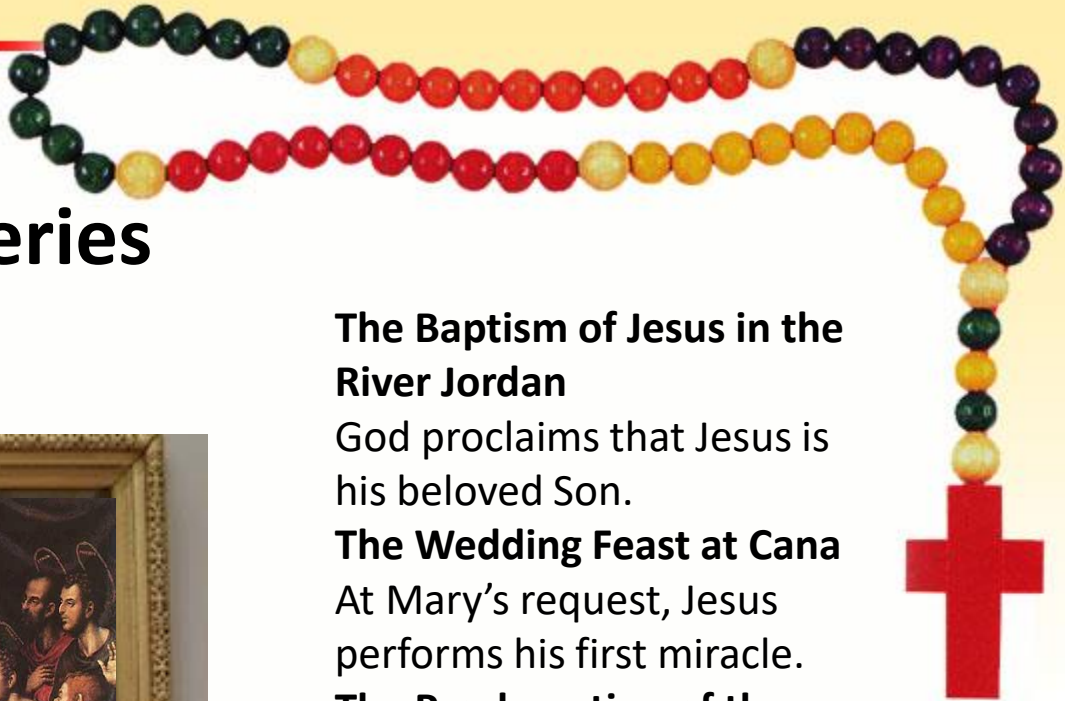 eries
The Baptism of Jesus in the
River Jordan
God proclaims that Jesus is
his beloved Son.
The Wedding Feast at Cana
At Mary’s request, Jesus
performs his first miracle.